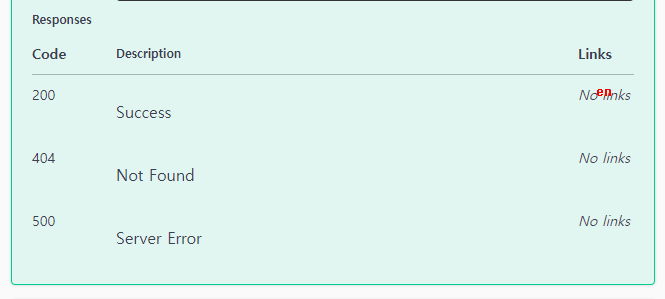 Responses
Code Description Links
200 Success No links
en
404 Not Found No links
500 Server Error No links